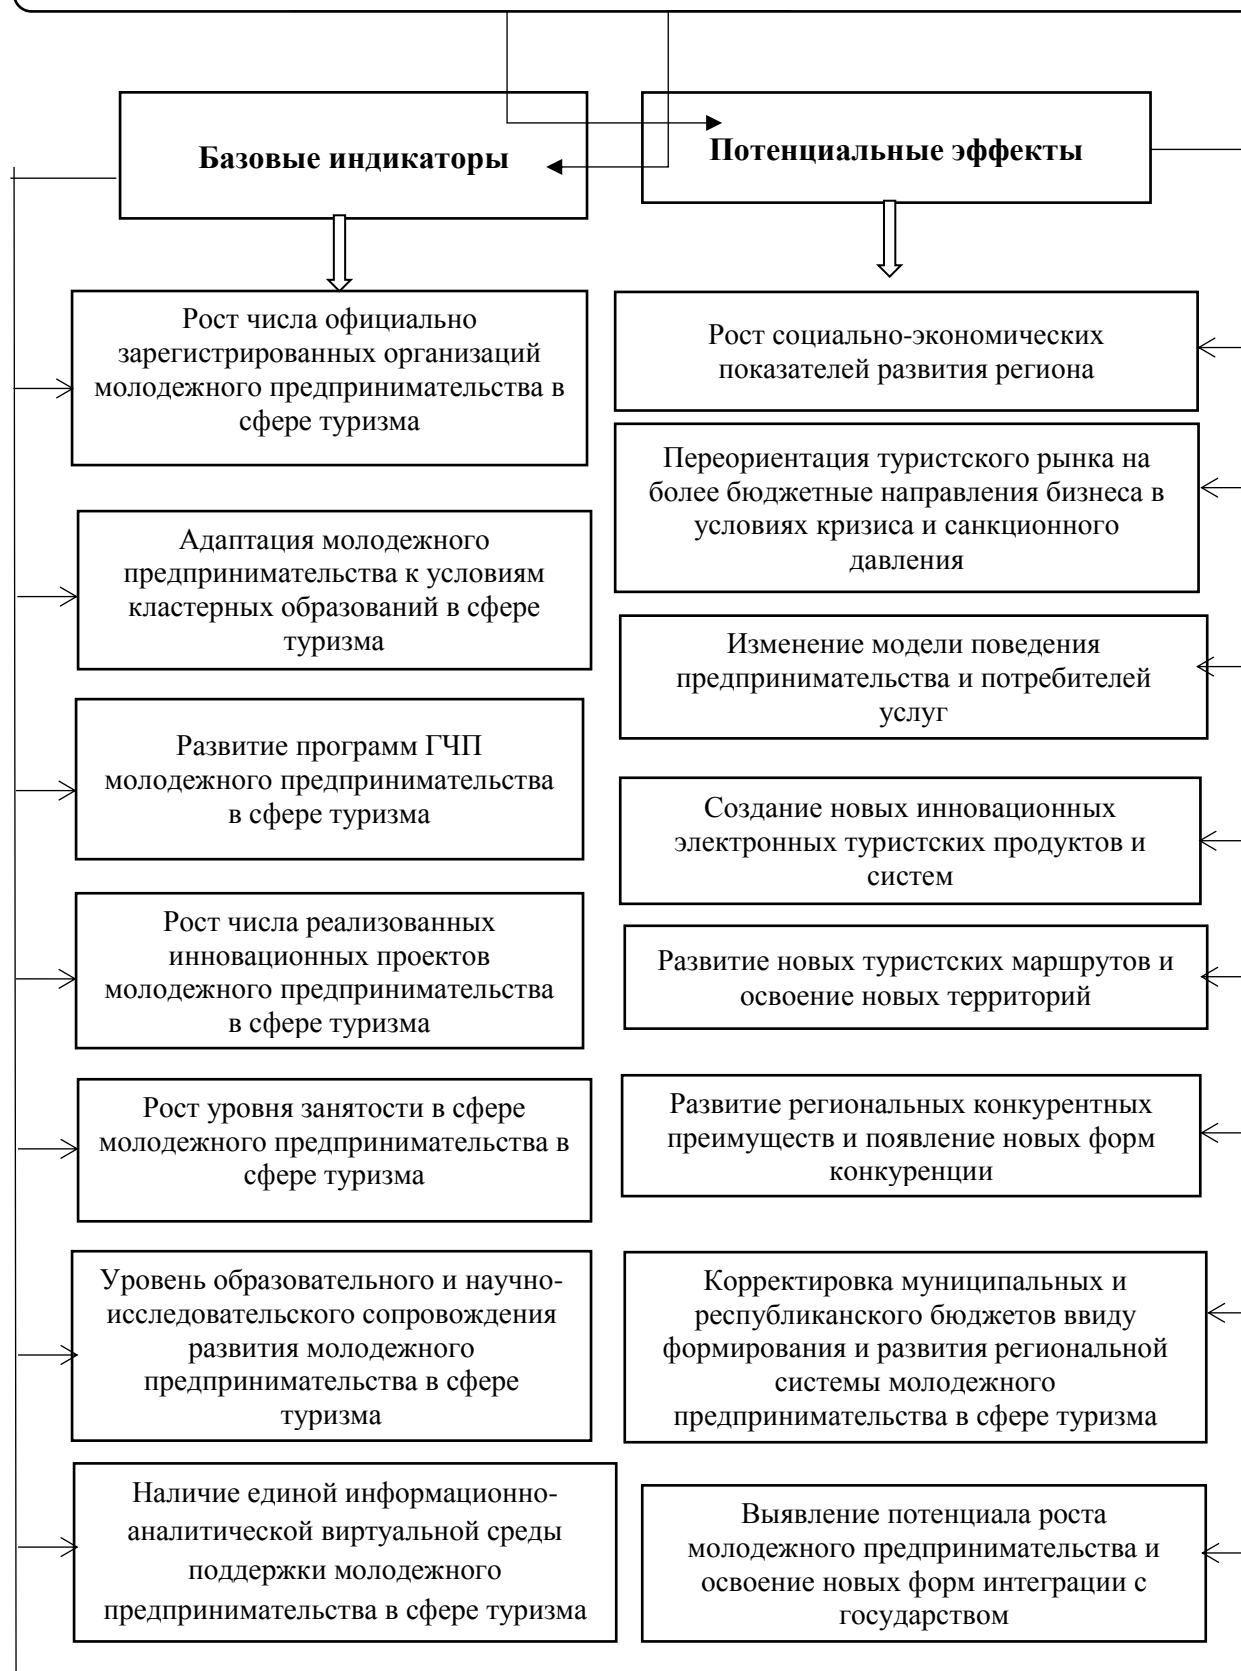 Базовые индикаторы
Рост числа официально
зарегистрированных организаций
молодежного предпринимательства в
сфере туризма
Адаптация молодежного
предпринимательства к условиям
кластерных образований в сфере
туризма
Развитие программ ГЧП
молодежного предпринимательства
в сфере туризма
Рост числа реализованных
инновационных проектов
молодежного предпринимательства
в сфере туризма
Рост уровня занятости в сфере
молодежного предпринимательства в
сфере туризма
Уровень образовательного и научно-
исследовательского сопровождения
развития молодежного
предпринимательства в сфере
туризма
Наличие единой информационно-
аналитической виртуальной среды
поддержки молодежного
предпринимательства в сфере туризма
Потенциальные эффекты
Рост социально-экономических
показателей развития региона
Переориентация туристского рынка на
более бюджетные направления бизнеса в
условиях кризиса и санкционного
давления
Изменение модели поведения
предпринимательства и потребителей
услуг
Создание новых инновационных
электронных туристских продуктов и
систем
Развитие новых туристских маршрутов и
освоение новых территорий
Развитие региональных конкурентных
преимуществ и появление новых форм
конкуренции
Корректировка муниципальных и
республиканского бюджетов ввиду
формирования и развития региональной
системы молодежного
предпринимательства в сфере туризма
Выявление потенциала роста
молодежного предпринимательства и
освоение новых форм интеграции с
государством